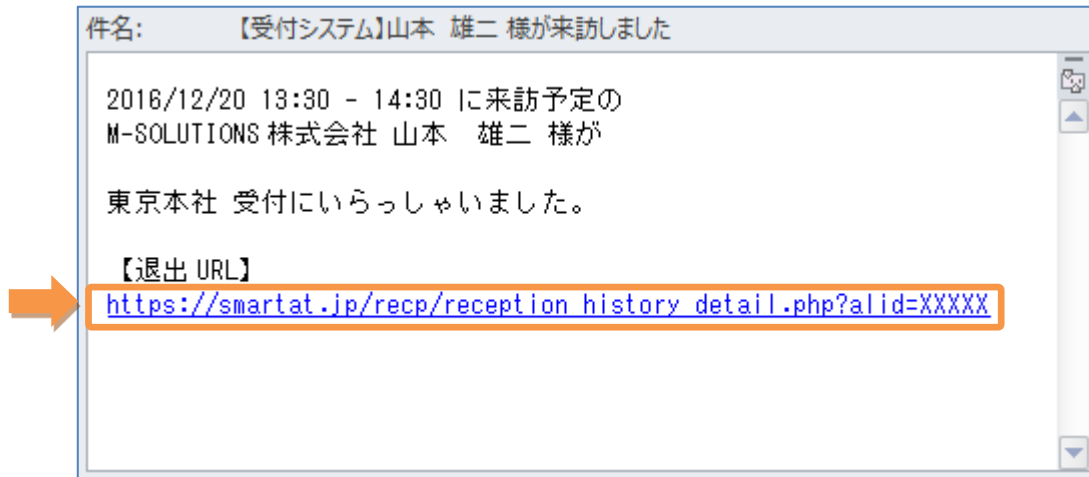 件名: 【受付システム】山本 雄二 様が来訪しました
2016/12/20 13:30 - 14:30 に来訪予定の
M-SOLUTIONS 株式会社 山本　雄二 様が
東京本社 受付にいらっしゃいました。
【退出 URL】
https://smartat.jp/recp/reception_history_detail.php?alid=XXXXX